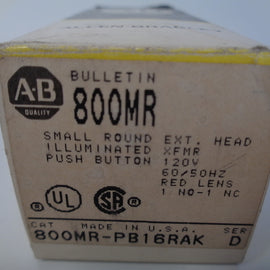 A-B
QUALITY
BULLETIN
800MR
SMALL ROUND EXT. HEAD
ILLUMINATED XFMR
PUSH BUTTON 120V
60/50HZ
RED LENS
1 NO-1 NC
UL
SA
CAT MADE IN U.S.A. SER
800MR-PB16RAK D